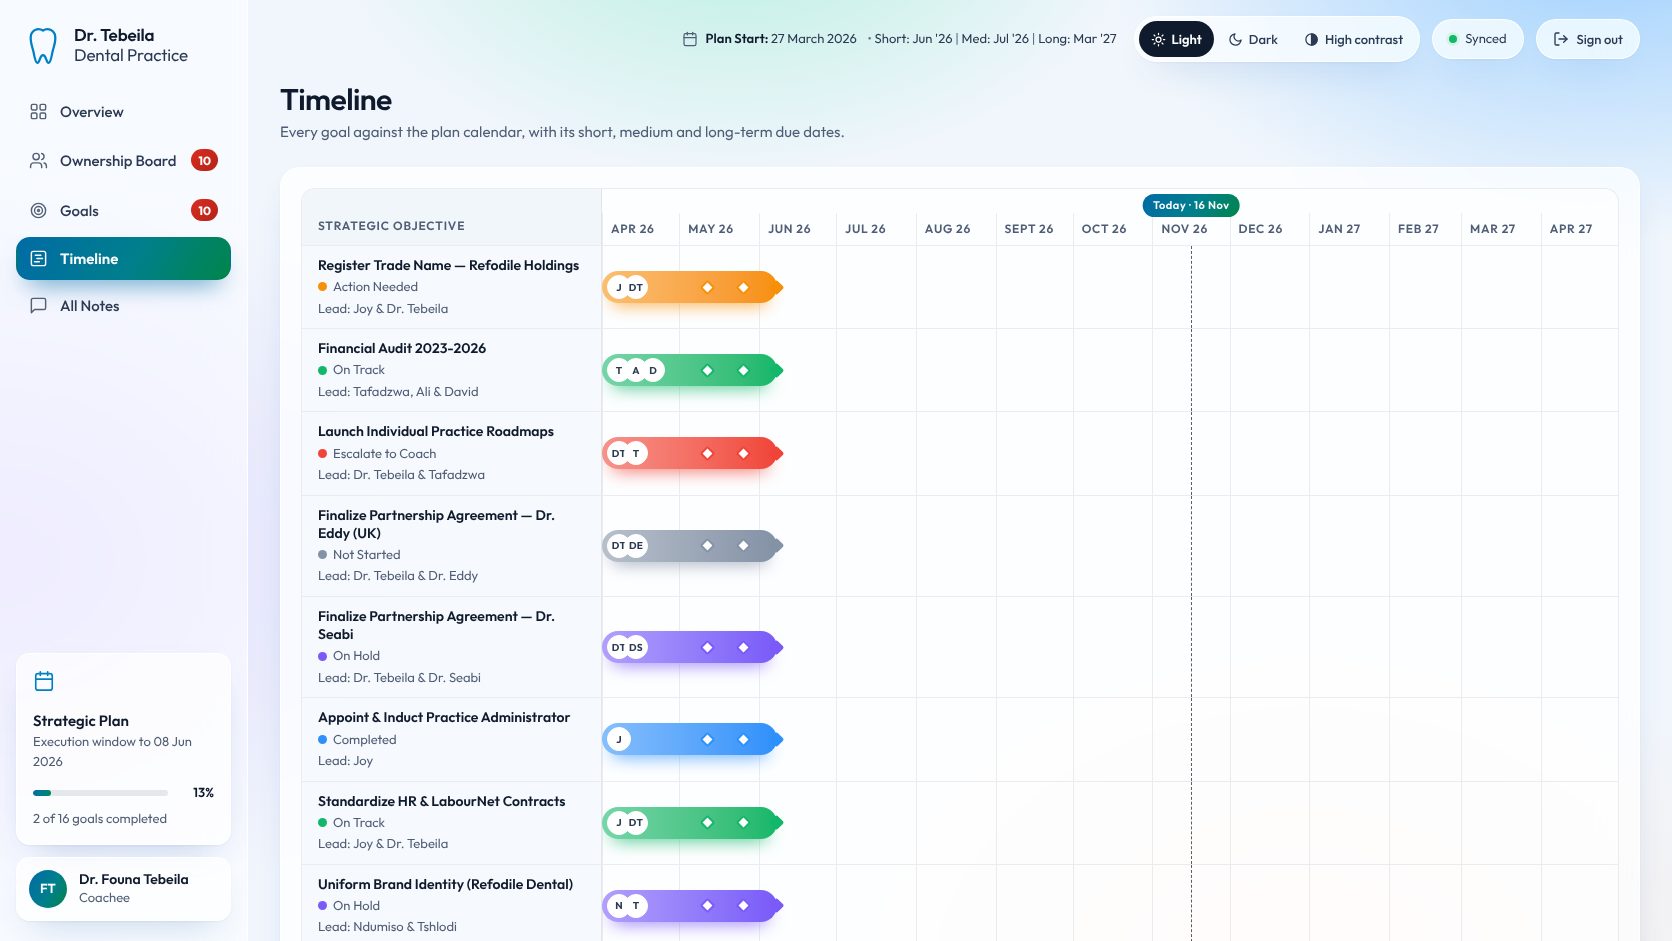 Dr. Tebeila
Dental Practice
Overview
Ownership Board 10
Goals 10
Timeline
All Notes
Strategic Plan
Execution window to 08 Jun
2026
13%
2 of 16 goals completed
FT
Dr. Founa Tebeila
Coachee
Plan Start: 27 March 2026 • Short: Jun '26 | Med: Jul '26 | Long: Mar '27
Light
Dark
High contrast
Synced
Sign out
Timeline
Every goal against the plan calendar, with its short, medium and long-term due dates.
Today · 16 Nov
STRATEGIC OBJECTIVE
APR 26 MAY 26 JUN 26 JUL 26 AUG 26 SEPT 26 OCT 26 NOV 26 DEC 26 JAN 27 FEB 27 MAR 27 APR 27
Register Trade Name — Refodile Holdings
Action Needed
Lead: Joy & Dr. Tebeila
J DT
Financial Audit 2023-2026
On Track
Lead: Tafadzwa, Ali & David
T A D
Launch Individual Practice Roadmaps
Escalate to Coach
Lead: Dr. Tebeila & Tafadzwa
DT T
Finalize Partnership Agreement — Dr.
Eddy (UK)
Not Started
Lead: Dr. Tebeila & Dr. Eddy
DT DE
Finalize Partnership Agreement — Dr.
Seabi
On Hold
Lead: Dr. Tebeila & Dr. Seabi
DT DS
Appoint & Induct Practice Administrator
Completed
Lead: Joy
J
Standardize HR & LabourNet Contracts
On Track
Lead: Joy & Dr. Tebeila
J DT
Uniform Brand Identity (Refodile Dental)
On Hold
Lead: Ndumiso & Tshlodi
N T